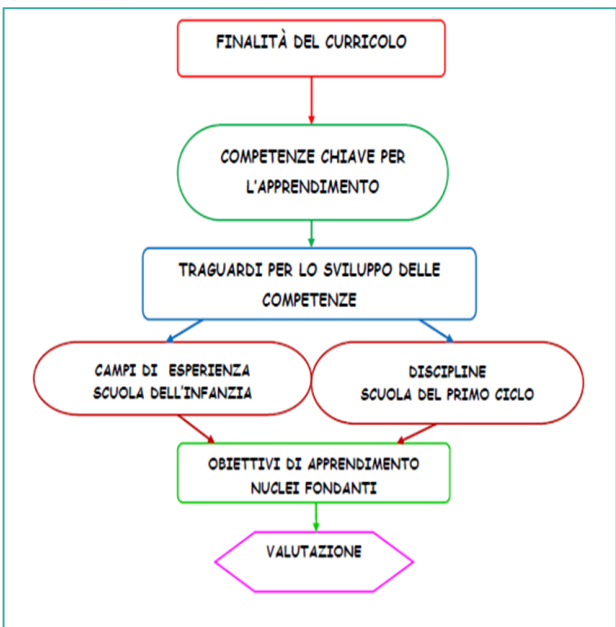 FINALITÀ DEL CURRICOLO
COMPETENZE CHIAVE PER
L'APPRENDIMENTO
TRAGUARDI PER LO SVILUPPO DELLE
COMPETENZE
CAMPI DI ESPERIENZA
SCUOLA DELL'INFANZIA
DISCIPLINE
SCUOLA DEL PRIMO CICLO
OBIETTIVI DI APPRENDIMENTO
NUCLEI FONDANTI
VALUTAZIONE